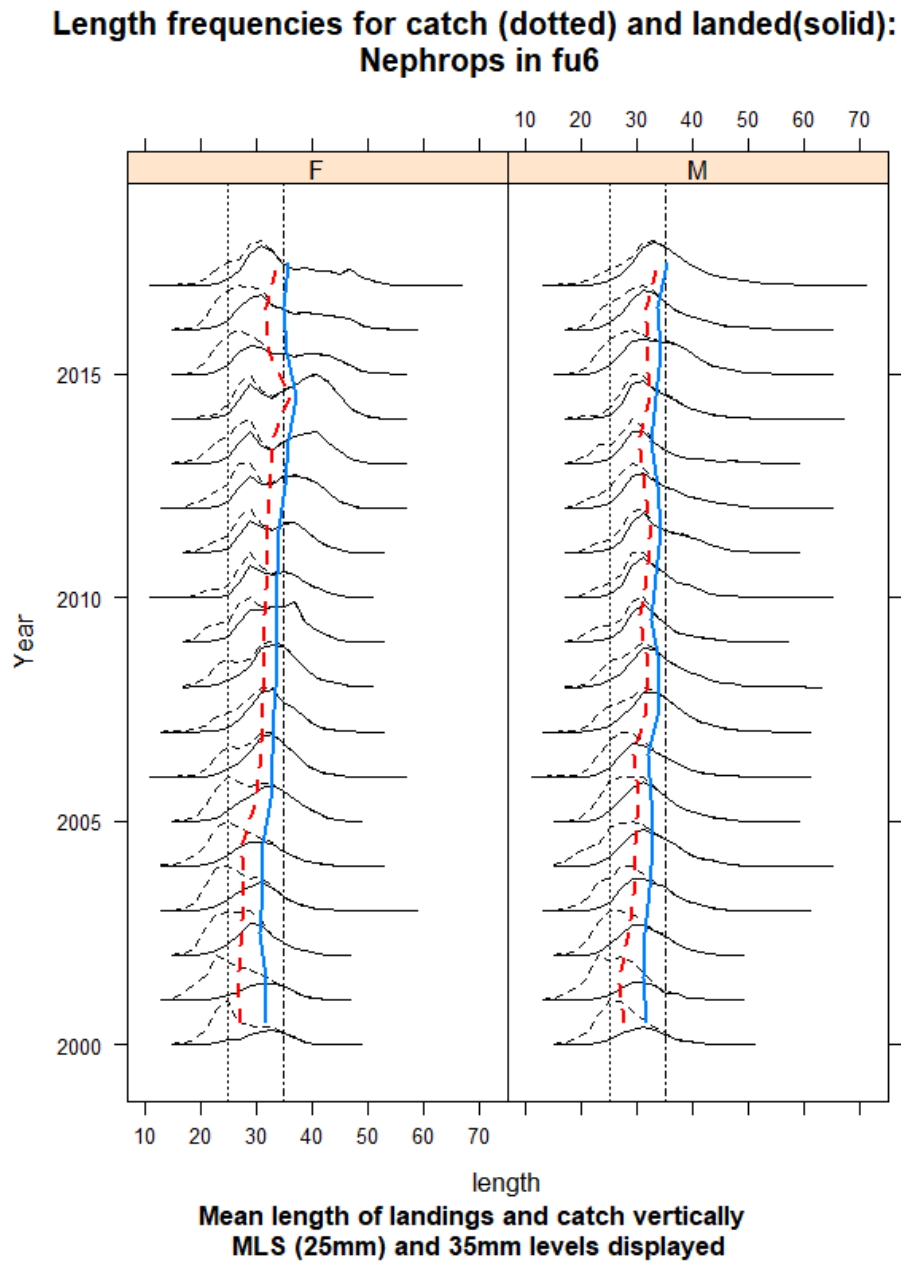 Length frequencies for catch (dotted) and landed(solid):
Nephrops in fu6
10 20 30 40 50 60 70
F M
2015
2010
2005
2000
Year
10 20 30 40 50 60 70
length
Mean length of landings and catch vertically
MLS (25mm) and 35mm levels displayed